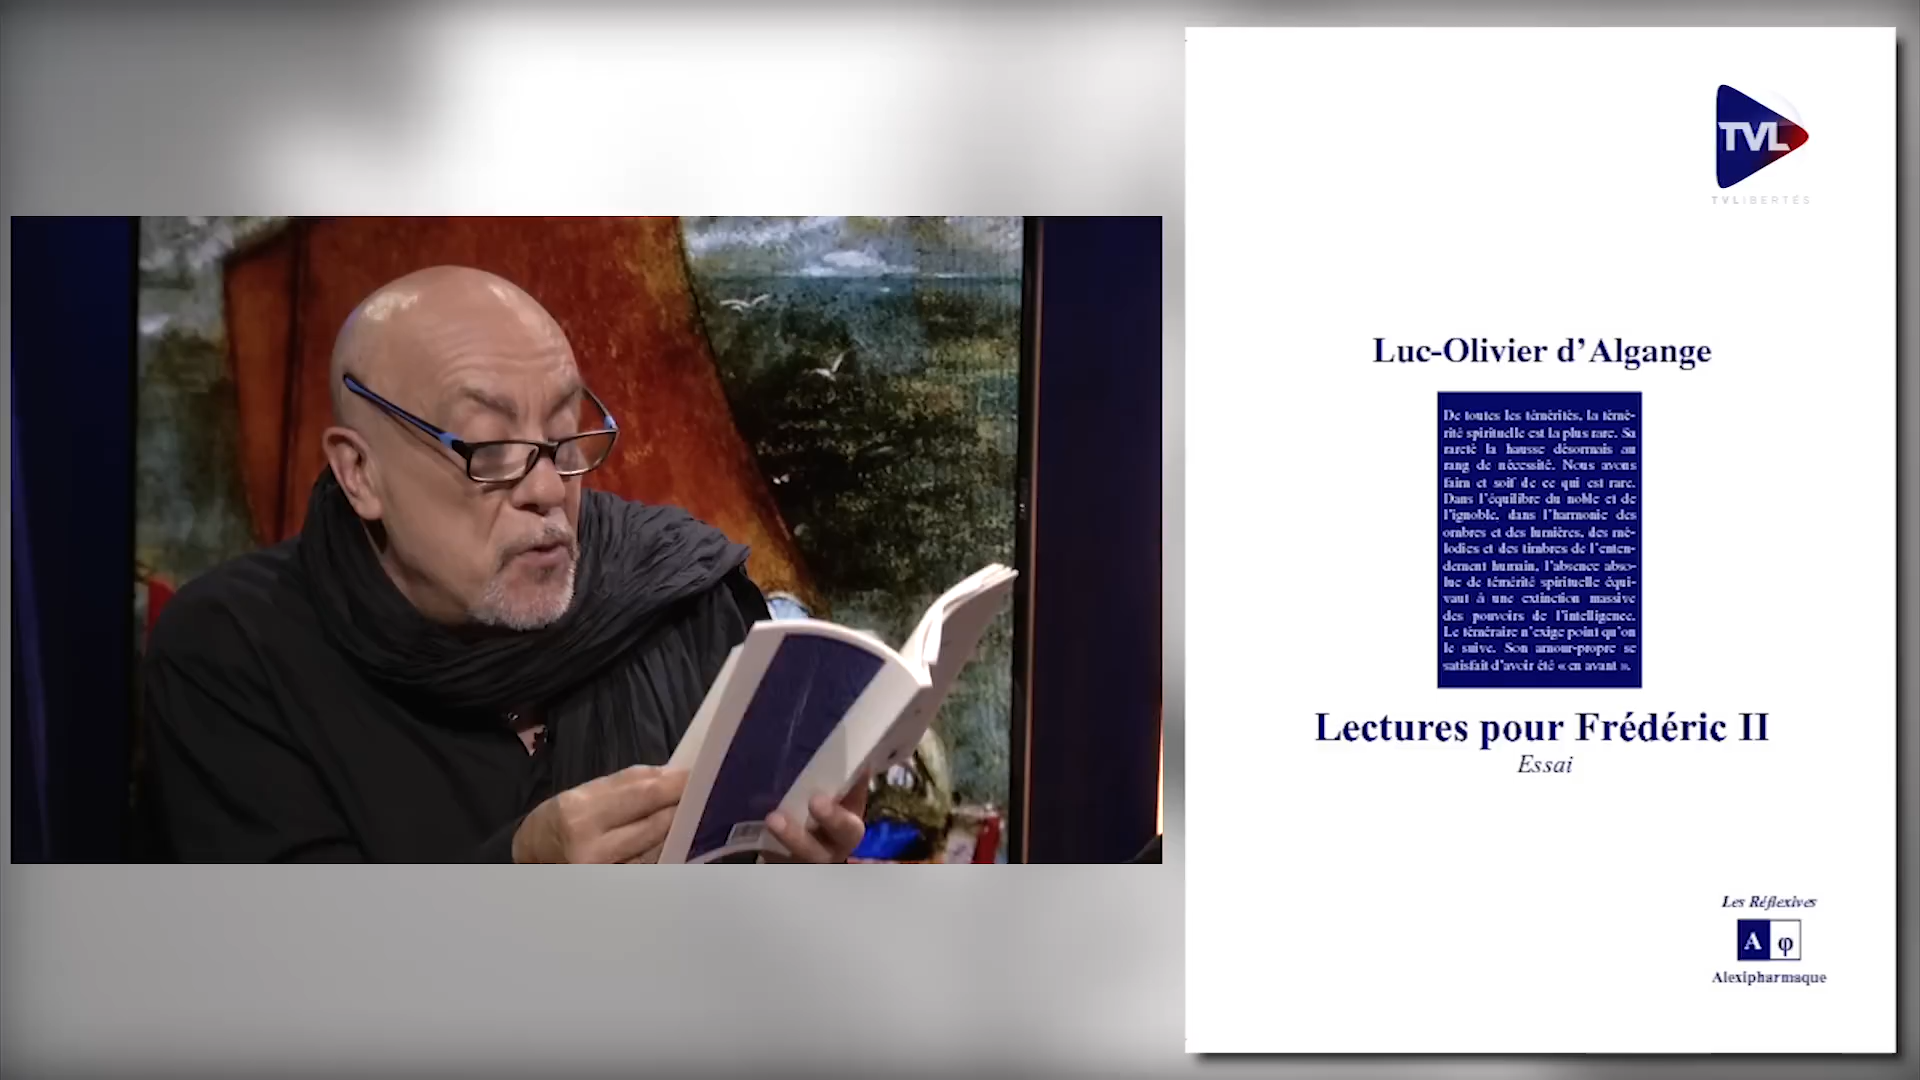 TVL
TVLIBERTÉS
Luc-Olivier d’Algange
De toutes les témérités, la témé-
rité spirituelle est la plus rare. Sa
rareté la hausse désormais au
rang de nécessité. Nous avons
faim et soif de ce qui est rare.
Dans l’équilibre du noble et de
l’ignoble, dans l’harmonie des
ombres et des lumières, des mé-
lodies et des timbres de l’enten-
dement humain, l’absence abso-
lue de témérité spirituelle équi-
vaut à une extinction massive
des pouvoirs de l’intelligence.
Le téméraire n’exige point qu’on
le suive. Son amour-propre se
satisfait d’avoir été « en avant ».
Lectures pour Frédéric II
Essai
Les Réflexives
A φ
Alexipharmaque